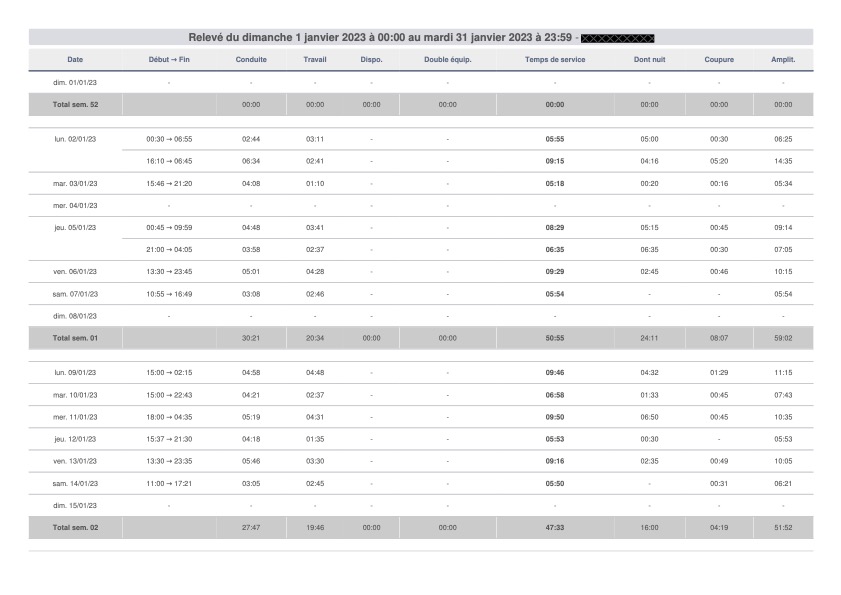 Relevé du dimanche 1 janvier 2023 à 00:00 au mardi 31 janvier 2023 à 23:59 -
Date Début → Fin Conduite Travail Dispo. Double équip. Temps de service Dont nuit Coupure Amplit.
dim. 01/01/23 - - - - - - - - -
Total sem. 52 00:00 00:00 00:00 00:00 00:00 00:00 00:00 00:00
lun. 02/01/23 00:30 → 06:55 02:44 03:11 - - 05:55 05:00 00:30 06:25
16:10 → 06:45 06:34 02:41 - - 09:15 04:16 05:20 14:35
mar. 03/01/23 15:46 → 21:20 04:08 01:10 - - 05:18 00:20 00:16 05:34
mer. 04/01/23 - - - - - - - - -
jeu. 05/01/23 00:45 → 09:59 04:48 03:41 - - 08:29 05:15 00:45 09:14
21:00 → 04:05 03:58 02:37 - - 06:35 06:35 00:30 07:05
ven. 06/01/23 13:30 → 23:45 05:01 04:28 - - 09:29 02:45 00:46 10:15
sam. 07/01/23 10:55 → 16:49 03:08 02:46 - - 05:54 - - 05:54
dim. 08/01/23 - - - - - - - - -
Total sem. 01 30:21 20:34 00:00 00:00 50:55 24:11 08:07 59:02
lun. 09/01/23 15:00 → 02:15 04:58 04:48 - - 09:46 04:32 01:29 11:15
mar. 10/01/23 15:00 → 22:43 04:21 02:37 - - 06:58 01:33 00:45 07:43
mer. 11/01/23 18:00 → 04:35 05:19 04:31 - - 09:50 06:50 00:45 10:35
jeu. 12/01/23 15:37 → 21:30 04:18 01:35 - - 05:53 00:30 - 05:53
ven. 13/01/23 13:30 → 23:35 05:46 03:30 - - 09:16 02:35 00:49 10:05
sam. 14/01/23 11:00 → 17:21 03:05 02:45 - - 05:50 - 00:31 06:21
dim. 15/01/23 - - - - - - - - -
Total sem. 02 27:47 19:46 00:00 00:00 47:33 16:00 04:19 51:52